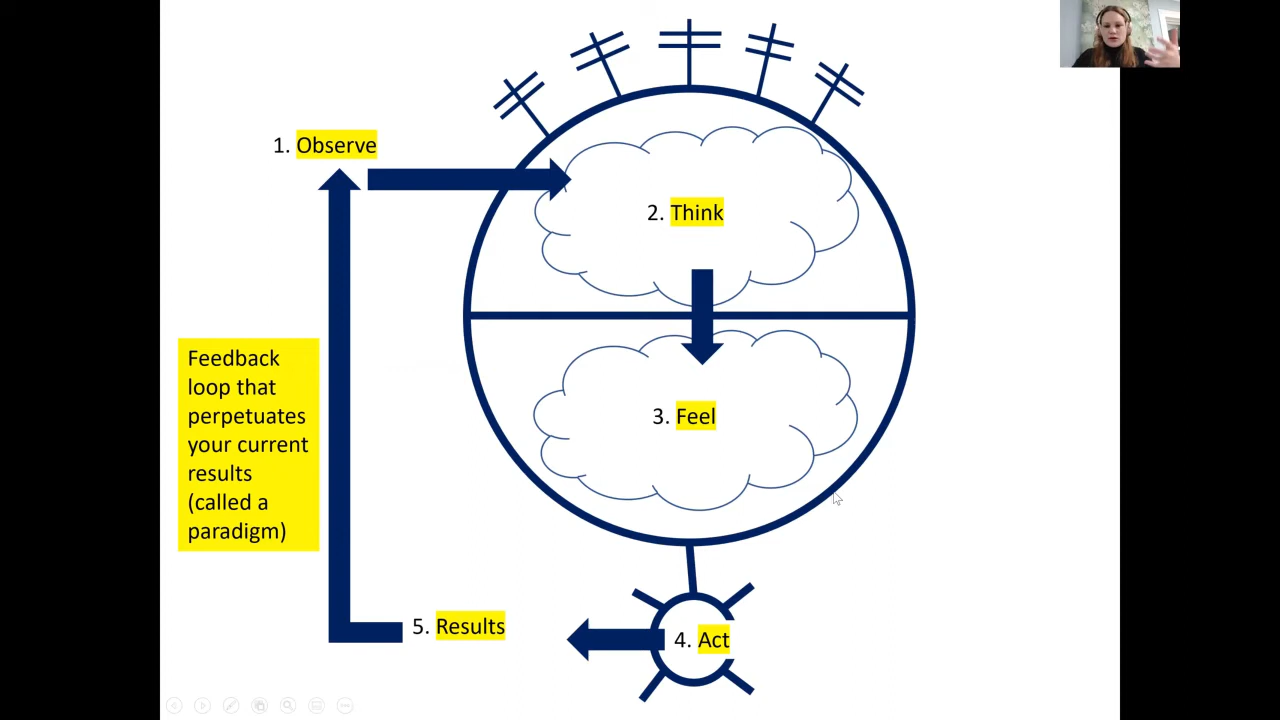 1. Observe
2. Think
Feedback
loop that
perpetuates
your current
results
(called a
paradigm)
3. Feel
4. Act
5. Results